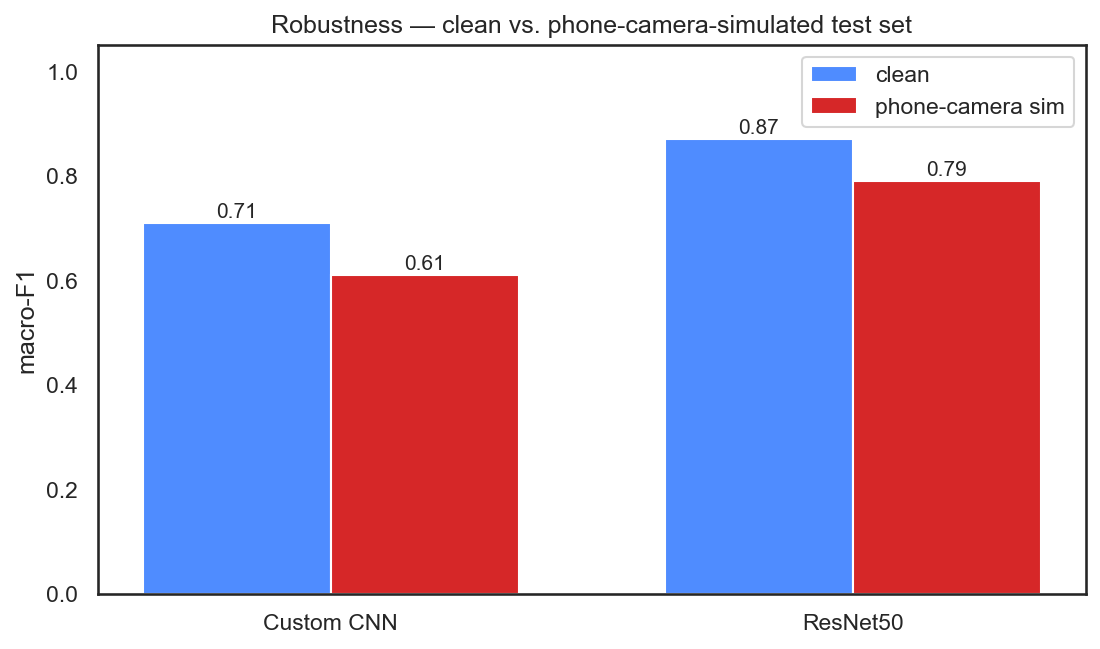 Robustness — clean vs. phone-camera-simulated test set
clean
phone-camera sim
macro-F1
1.0
0.8
0.6
0.4
0.2
0.0
0.71
0.61
0.87
0.79
Custom CNN
ResNet50